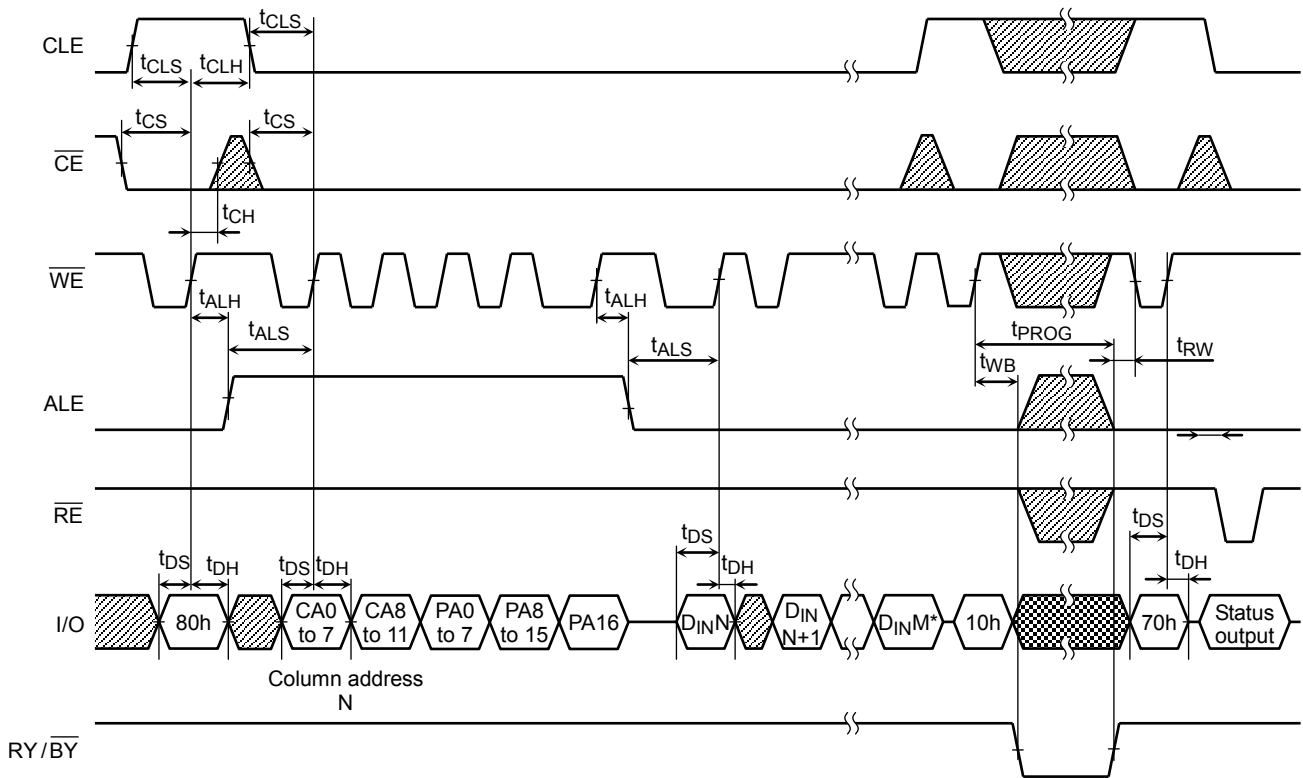 CLE
tCLS
tCLS
tCLH
CE
tCS
tCS
tCH
WE
tALH
tALS
tALH
tALS
tPROG
tWB
tRW
ALE
RE
tDS
tDH
tDS
tDH
tDS
tDH
tDS
tDH
I/O
80h
CA0 to 7
CA8 to 11
PA0 to 7
PA8 to 15
PA16
DINN
DIN N+1
DINM*
10h
70h
Status output
Column address
N
RY/BY